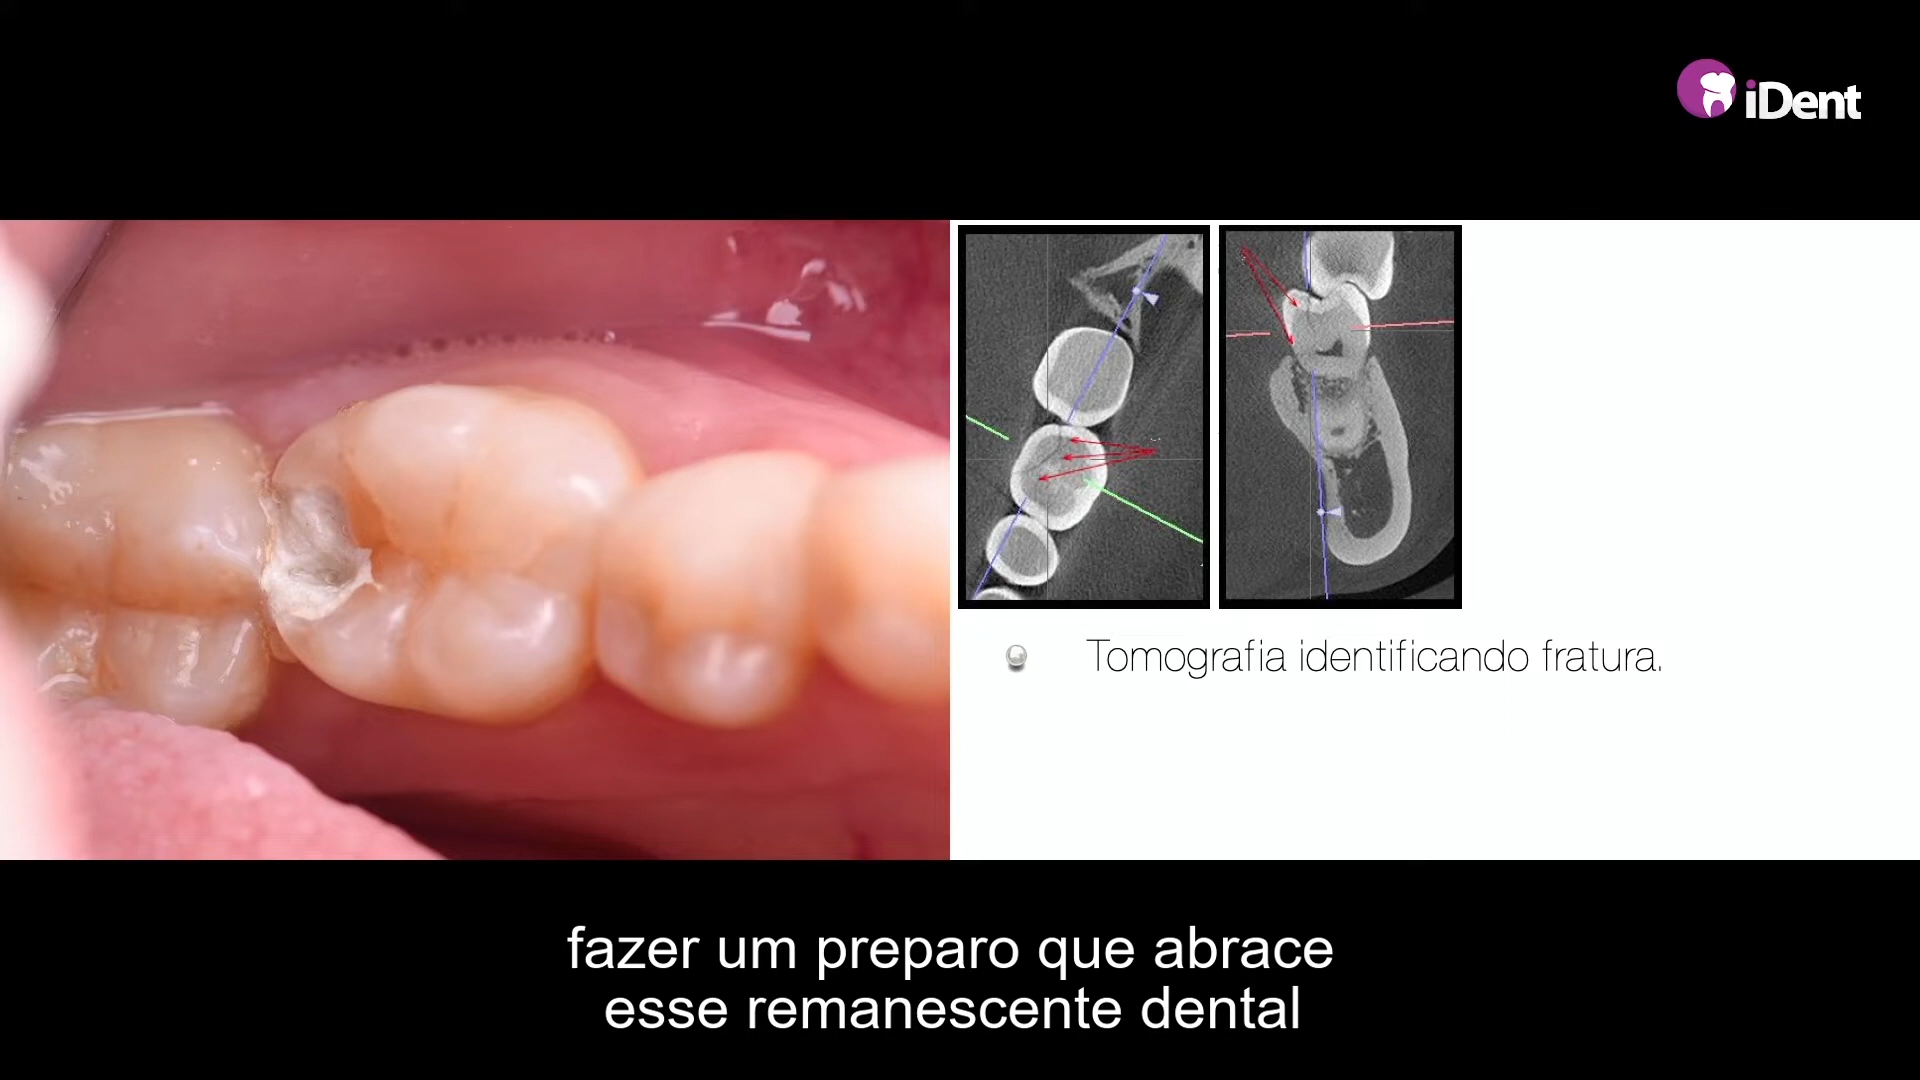 iDent
Tomografia identificando fratura.
fazer um preparo que abrace
esse remanescente dental